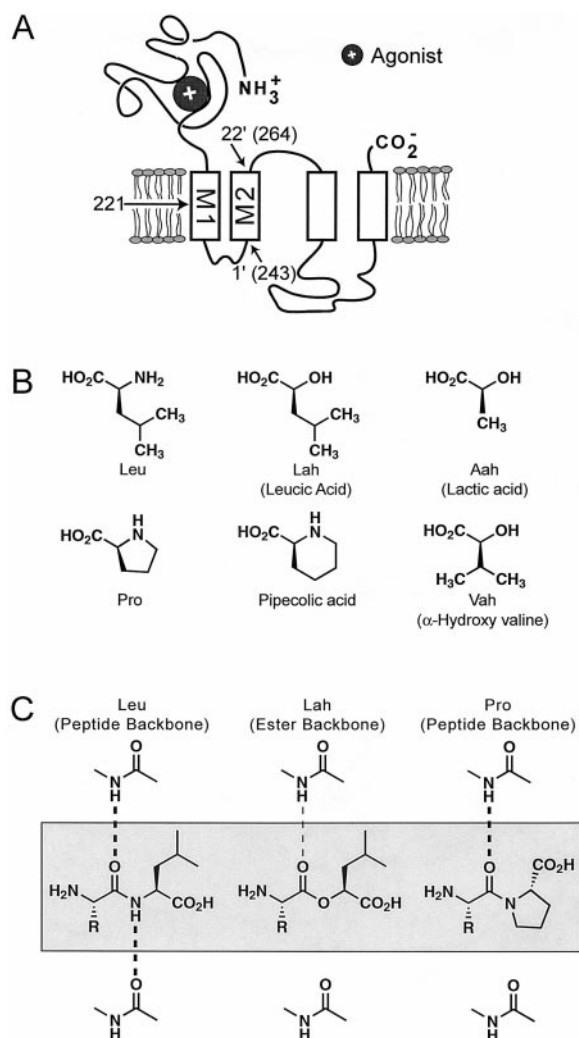 A
+ Agonist
+
NH3+
22' (264)
CO2-
221
M1
M2
1' (243)
B
HO2C NH2
CH3
CH3
Leu
HO2C OH
CH3
CH3
Lah
(Leucic Acid)
HO2C OH
CH3
Aah
(Lactic acid)
HO2C H
N
Pro
HO2C H
N
Pipecolic acid
HO2C OH
H3C CH3
Vah
(α-Hydroxy valine)
C
Leu
(Peptide Backbone)
Lah
(Ester Backbone)
Pro
(Peptide Backbone)
O
N
H
O
N
H
O
N
H
O
H2N
R
N
H
CO2H
O
H2N
R
O
CO2H
O
H2N
R
N
CO2H
O
N
H
O
N
H
O
N
H